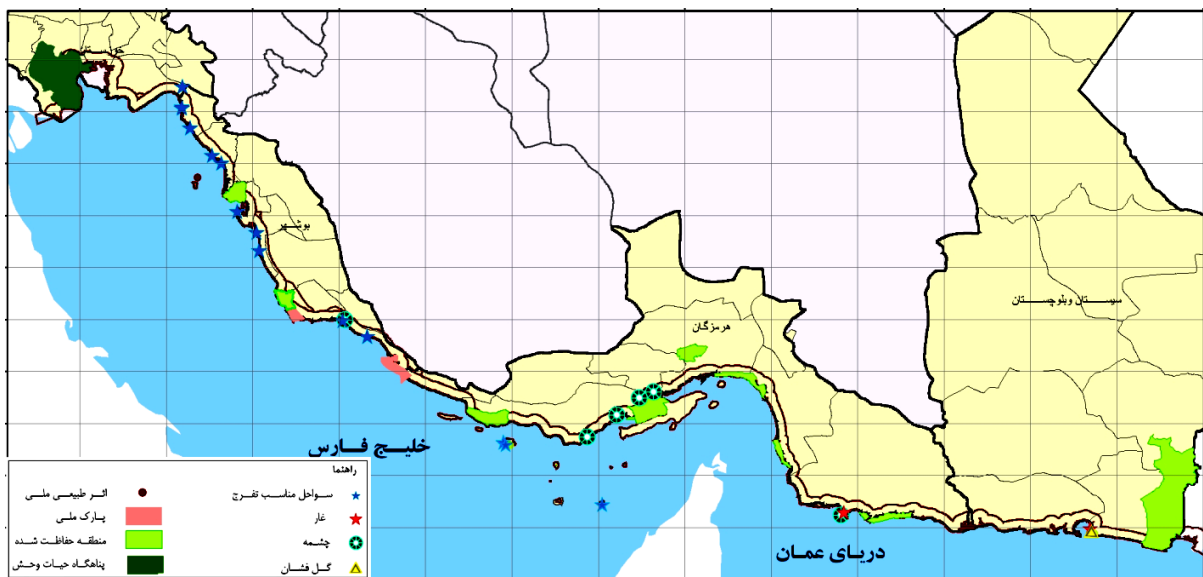 بوشهر
سیستان وبلوچستان
هرمزگان
خلیج فارس
دریای عمان
راهنما
سواحل مناسب تفرج
غار
چشمه
گل فشان
اثر طبیعی ملی
پارک ملی
منطقه حفاظت شده
پناهگاه حیات وحش